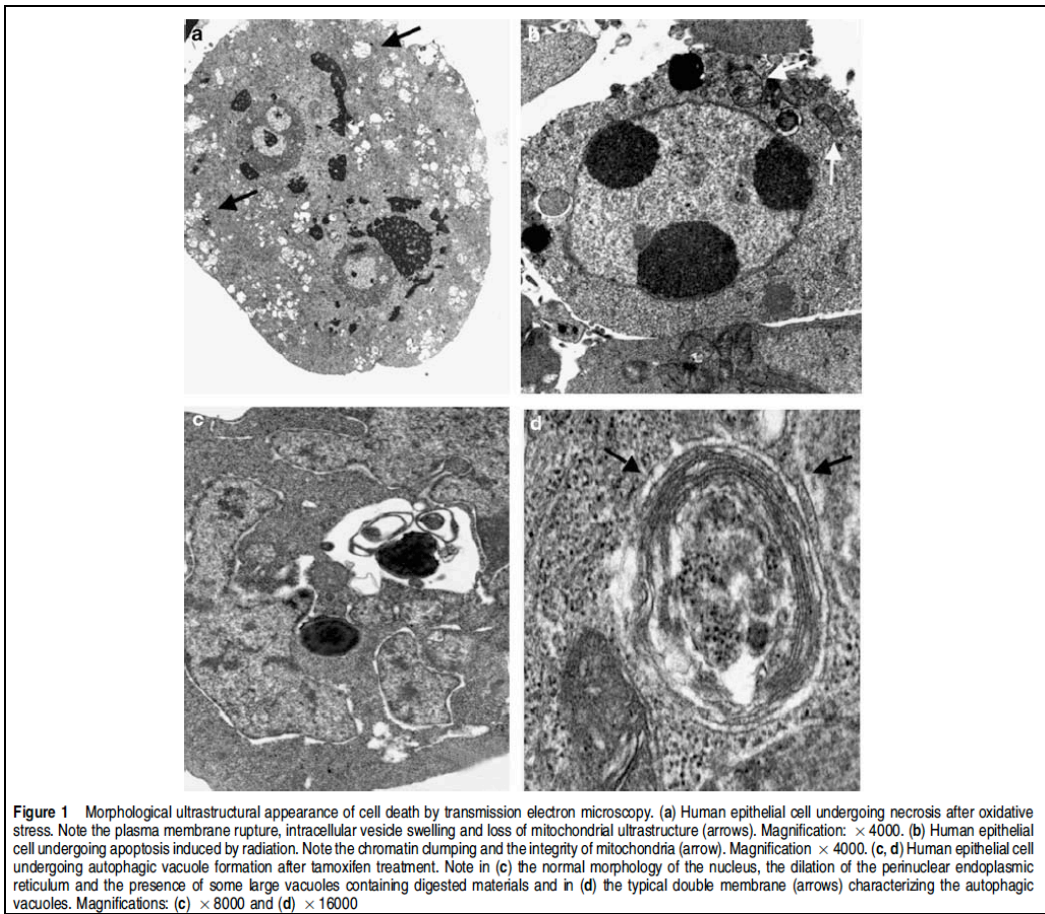 a
b
c
d
Figure 1 Morphological ultrastructural appearance of cell death by transmission electron microscopy. (a) Human epithelial cell undergoing necrosis after oxidative
stress. Note the plasma membrane rupture, intracellular vesicle swelling and loss of mitochondrial ultrastructure (arrows). Magnification: × 4000. (b) Human epithelial
cell undergoing apoptosis induced by radiation. Note the chromatin clumping and the integrity of mitochondria (arrow). Magnification × 4000. (c, d) Human epithelial cell
undergoing autophagic vacuole formation after tamoxifen treatment. Note in (c) the normal morphology of the nucleus, the dilation of the perinuclear endoplasmic
reticulum and the presence of some large vacuoles containing digested materials and in (d) the typical double membrane (arrows) characterizing the autophagic
vacuoles. Magnifications: (c) × 8000 and (d) × 16000